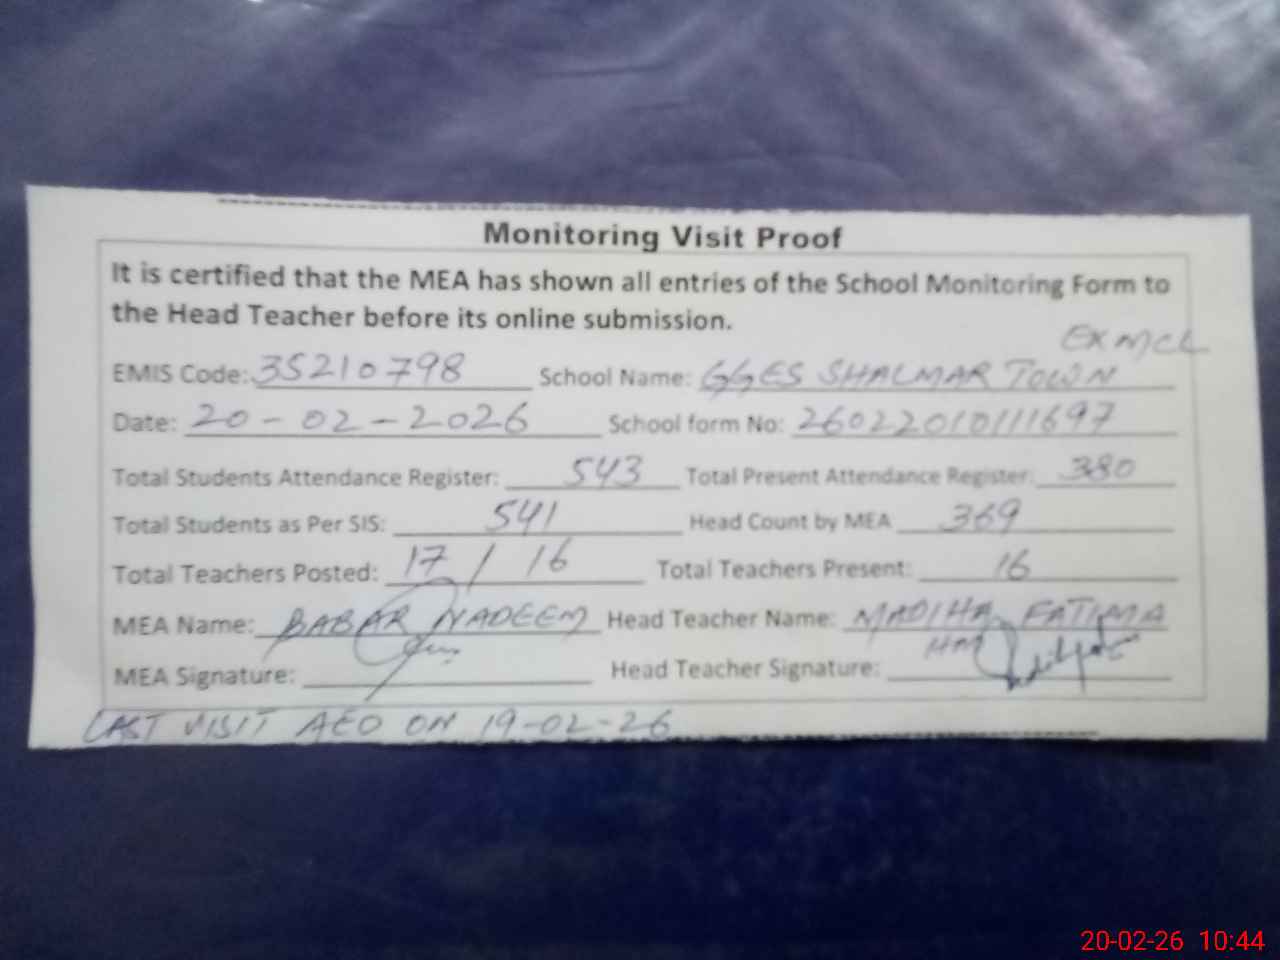 Monitoring Visit Proof
It is certified that the MEA has shown all entries of the School Monitoring Form to
the Head Teacher before its online submission.
EX MCL
EMIS Code: 35210798 School Name: GGES SHALMAR TOWN
Date: 20-02-2026 School form No: 26022010111697
Total Students Attendance Register: 543 Total Present Attendance Register: 380
Total Students as Per SIS: 541 Head Count by MEA 369
Total Teachers Posted: 17 / 16 Total Teachers Present: 16
MEA Name: BABAR NADEEM Head Teacher Name: MADIHA FATIMA
HM
MEA Signature: Head Teacher Signature:
LAST VISIT AEO ON 19-02-26
20-02-26 10:44